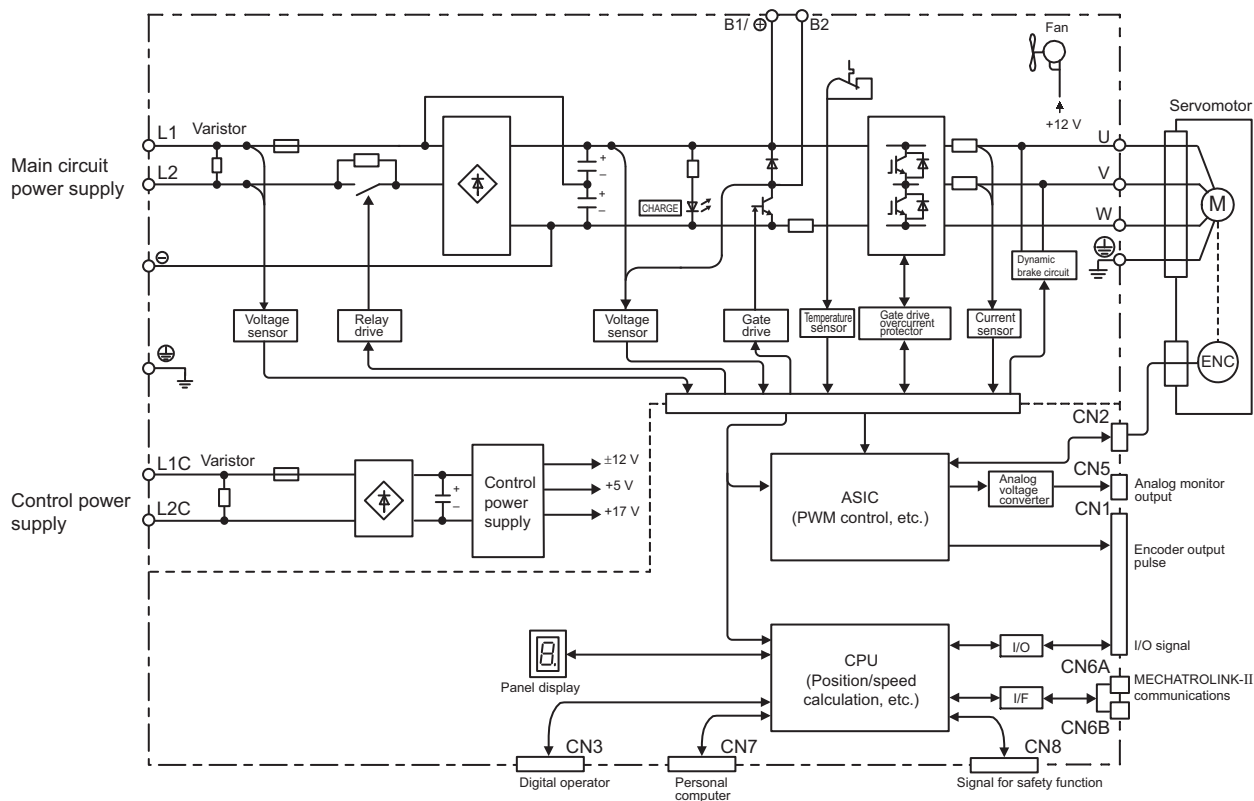 B1/ ⊕
B2
Fan
+12 V
Servomotor
Main circuit
power supply
L1
Varistor
L2
⊖
+
–
+
–
CHARGE
U
V
W
M
Dynamic
brake circuit
Voltage
sensor
Relay
drive
Voltage
sensor
Gate
drive
Temperature
sensor
Gate drive
overcurrent
protector
Current
sensor
ENC
Control power
supply
L1C
Varistor
L2C
+
–
Control
power
supply
±12 V
+5 V
+17 V
ASIC
(PWM control, etc.)
Analog
voltage
converter
CN2
CN5
Analog monitor
output
CN1
Encoder output
pulse
I/O signal
Panel display
8.
CPU
(Position/speed
calculation, etc.)
I/O
I/F
CN6A
MECHATROLINK-II
communications
CN6B
CN3
Digital operator
CN7
Personal
computer
CN8
Signal for safety function